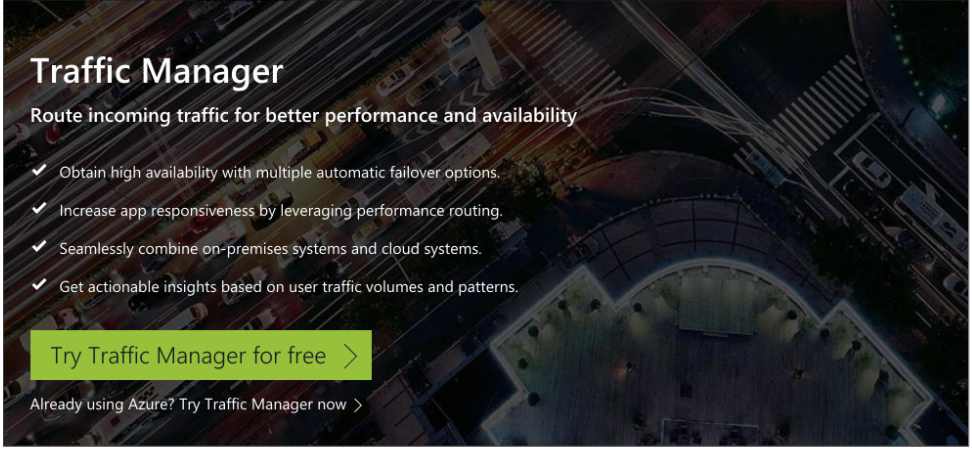 Traffic Manager
Route incoming traffic for better performance and availability
Obtain high availability with multiple automatic failover options.
Increase app responsiveness by leveraging performance routing.
Seamlessly combine on-premises systems and cloud systems.
Get actionable insights based on user traffic volumes and patterns.
Try Traffic Manager for free
Already using Azure? Try Traffic Manager now